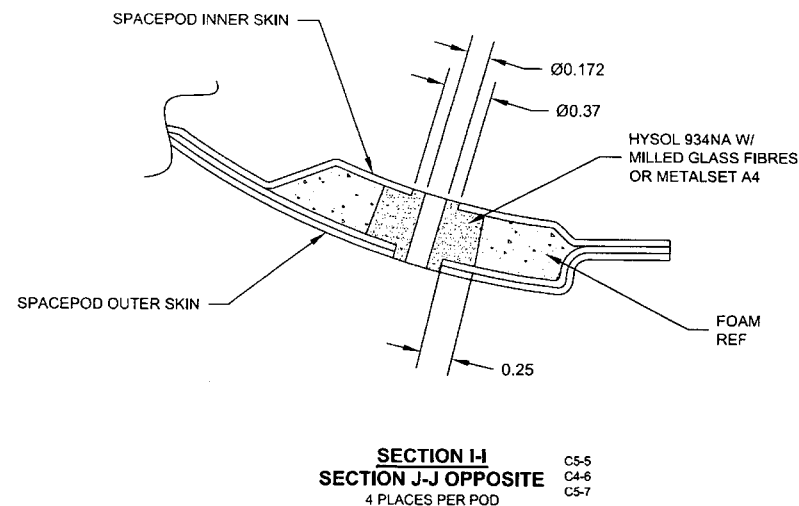 SPACEPOD INNER SKIN
Ø0.172
Ø0.37
HYSOL 934NA W/
MILLED GLASS FIBRES
OR METALSET A4
SPACEPOD OUTER SKIN
FOAM
REF
0.25
SECTION I-I
SECTION J-J OPPOSITE
4 PLACES PER POD
C5-5
C4-6
C5-7